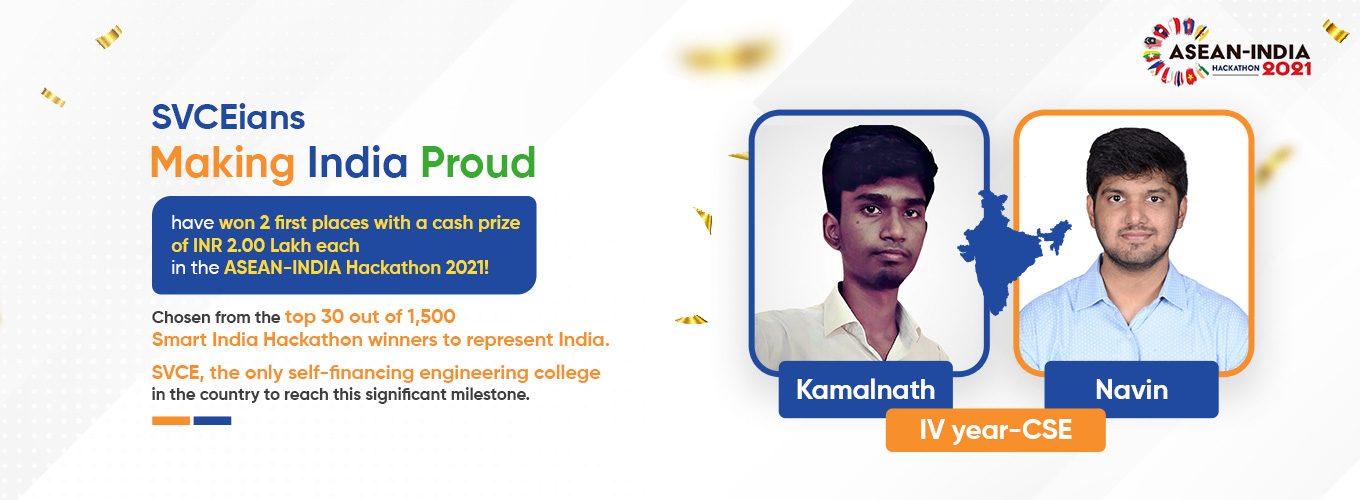 ASEAN-INDIA
HACKATHON 2021
SVCEians
Making India Proud
have won 2 first places with a cash prize
of INR 2.00 Lakh each
in the ASEAN-INDIA Hackathon 2021!
Chosen from the top 30 out of 1,500
Smart India Hackathon winners to represent India.
SVCE, the only self-financing engineering college
in the country to reach this significant milestone.
Kamalnath
Navin
IV year-CSE